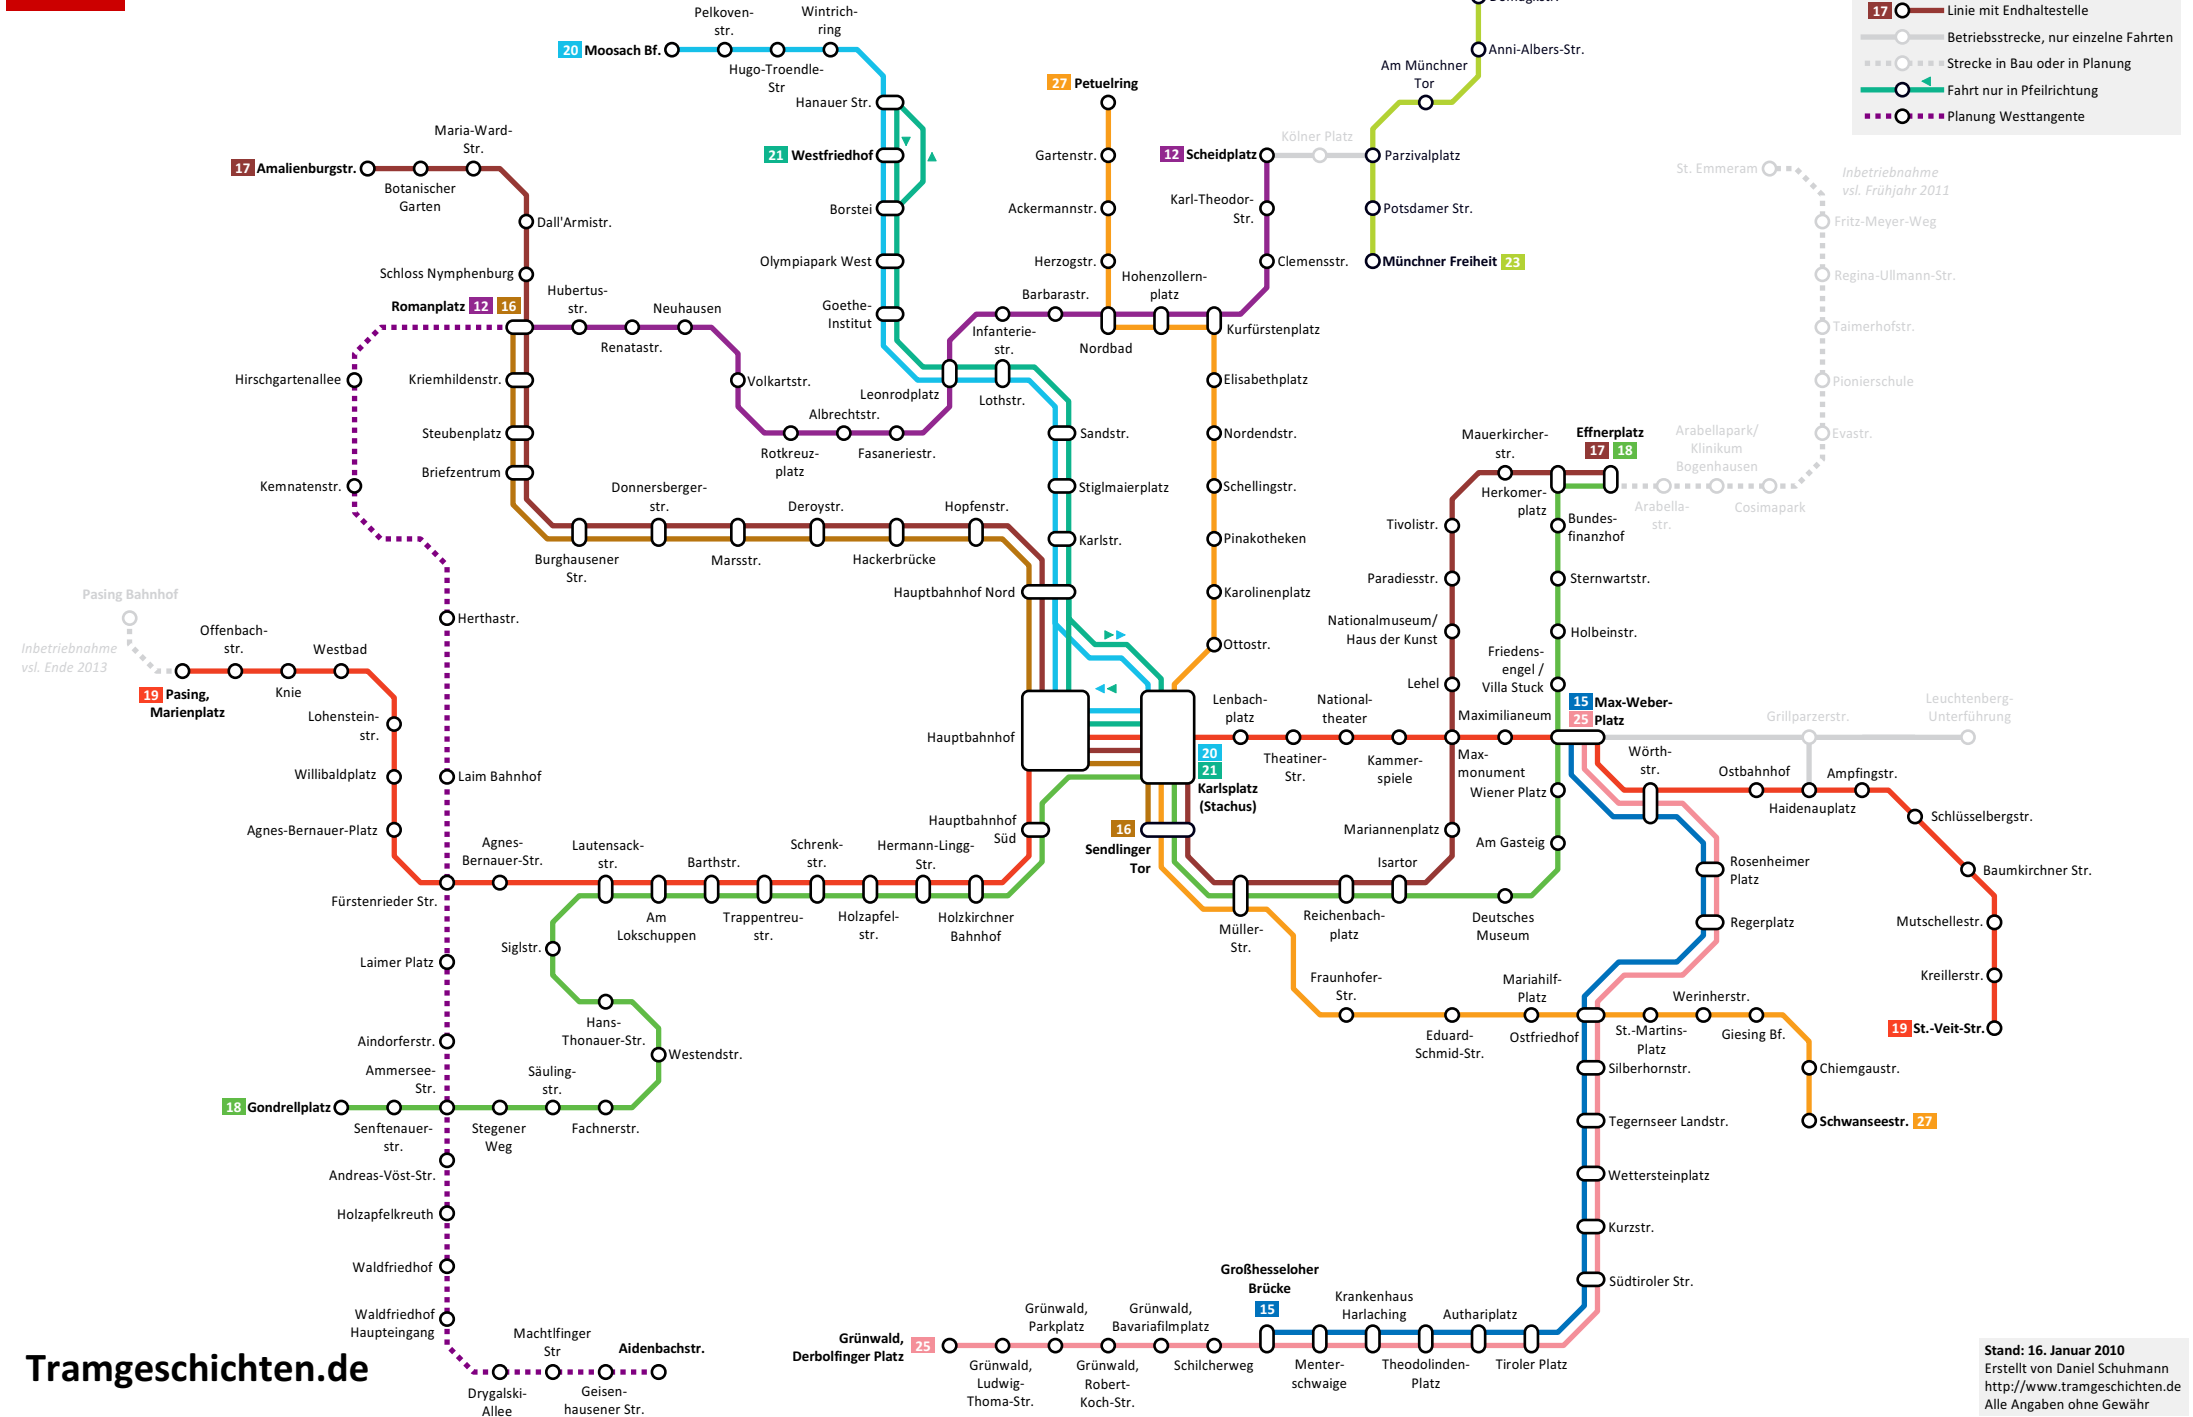 Pelkoven-
str.
Wintrich-
ring
20 Moosach Bf.
Hugo-Troendle-
Str
Hanauer Str.
21 Westfriedhof
Borstei
Olympiapark West
Goethe-
Institut
27 Petuelring
Gartenstr.
Ackermannstr.
Herzogstr.
Hohenzollern-
platz
Barbarastr.
Infanterie-
str.
Nordbad
Kurfürstenplatz
Leonrodplatz
Lothstr.
12 Scheidplatz
Kölner Platz
Karl-Theodor-
Str.
Clemensstr.
Anni-Albers-Str.
Am Münchner
Tor
Parzivalplatz
Potsdamer Str.
Münchner Freiheit 23
17 Linie mit Endhaltestelle
Betriebsstrecke, nur einzelne Fahrten
Strecke in Bau oder in Planung
Fahrt nur in Pfeilrichtung
Planung Westtangente
St. Emmeram
Inbetriebnahme
vsl. Frühjahr 2011
Fritz-Meyer-Weg
Regina-Ullmann-Str.
Taimerhofstr.
Pionierschule
Evastr.
Arabellapark/
Klinikum
Bogenhausen
Arabella-
str.
Cosimapark
Maria-Ward-
Str.
17 Amalienburgstr.
Botanischer
Garten
Dall'Armistr.
Schloss Nymphenburg
Romanplatz 12 16
Hubertus-
str.
Neuhausen
Renatastr.
Volkartstr.
Albrechtstr.
Rotkreuz-
platz
Fasaneriestr.
Hirschgartenallee
Kriemhildenstr.
Steubenplatz
Briefzentrum
Kemnatenstr.
Donnersberger-
str.
Deroystr.
Hopfenstr.
Burghausener
Str.
Marsstr.
Hackerbrücke
Sandstr.
Stiglmaierplatz
Karlstr.
Hauptbahnhof Nord
Elisabethplatz
Nordendstr.
Schellingstr.
Pinakotheken
Karolinenplatz
Ottostr.
Mauerkircher-
str.
Effnerplatz
17 18
Herkomer-
platz
Bundes-
finanzhof
Tivolistr.
Paradiesstr.
Sternwartstr.
Nationalmuseum/
Haus der Kunst
Holbeinstr.
Friedens-
engel /
Villa Stuck
Lehel
Pasing Bahnhof
Inbetriebnahme
vsl. Ende 2013
Offenbach-
str.
Westbad
Knie
19 Pasing,
Marienplatz
Lohenstein-
str.
Willibaldplatz
Agnes-Bernauer-Platz
Herthastr.
Laim Bahnhof
Hauptbahnhof
Lenbach-
platz
National-
theater
Maximilianeum
15 Max-Weber-
25 Platz
Grillparzerstr.
Leuchtenberg-
Unterführung
20
21
Karlsplatz
(Stachus)
Theatiner-
Str.
Kammer-
spiele
Max-
monument
Wiener Platz
Wörth-
str.
Ostbahnhof
Haidenauplatz
Ampfingstr.
Schlüsselbergstr.
Baumkirchner Str.
Mutschellestr.
Kreillerstr.
19 St.-Veit-Str.
Mariannenplatz
Am Gasteig
Isartor
Rosenheimer
Platz
Regerplatz
Hauptbahnhof
Süd
16
Sendlinger
Tor
Agnes-
Bernauer-Str.
Lautensack-
str.
Barthstr.
Schrenk-
str.
Hermann-Lingg-
Str.
Fürstenrieder Str.
Am
Lokschuppen
Trappentreu-
str.
Holzapfel-
str.
Holzkirchner
Bahnhof
Müller-
Str.
Reichenbach-
platz
Deutsches
Museum
Siglstr.
Laimer Platz
Hans-
Thonauer-Str.
Westendstr.
Aindorferstr.
Fraunhofer-
Str.
Mariahilf-
Platz
Werinherstr.
Eduard-
Schmid-Str.
Ostfriedhof
St.-Martins-
Platz
Giesing Bf.
Chiemgaustr.
Schwanseestr. 27
Silberhornstr.
Tegernseer Landstr.
Wettersteinplatz
Kurzstr.
Südtiroler Str.
Ammersee-
Str.
Säuling-
str.
18 Gondrellplatz
Senftenauer-
str.
Stegener
Weg
Fachnerstr.
Andreas-Vöst-Str.
Holzapfelkreuth
Waldfriedhof
Waldfriedhof
Haupteingang
Machtlfinger
Str
Aidenbachstr.
Drygalski-
Allee
Geisen-
hausener Str.
Großhesseloher
Brücke
15
Krankenhaus
Harlaching
Authariplatz
Grünwald,
Parkplatz
Grünwald,
Bavariafilmplatz
Grünwald,
Derbolfinger Platz
25
Grünwald,
Ludwig-
Thoma-Str.
Grünwald,
Robert-
Koch-Str.
Schilcherweg
Menter-
schwaige
Theodolinden-
Platz
Tiroler Platz
Tramgeschichten.de
Stand: 16. Januar 2010
Erstellt von Daniel Schuhmann
http://www.tramgeschichten.de
Alle Angaben ohne Gewähr